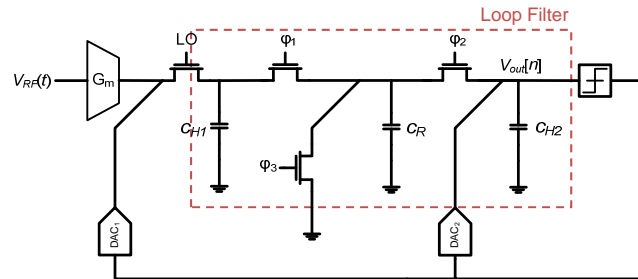 Loop Filter
LO
φ1
φ2
VRF(t)
Gm
Vout[n]
CH1
CR
CH2
φ3
DAC1
DAC2